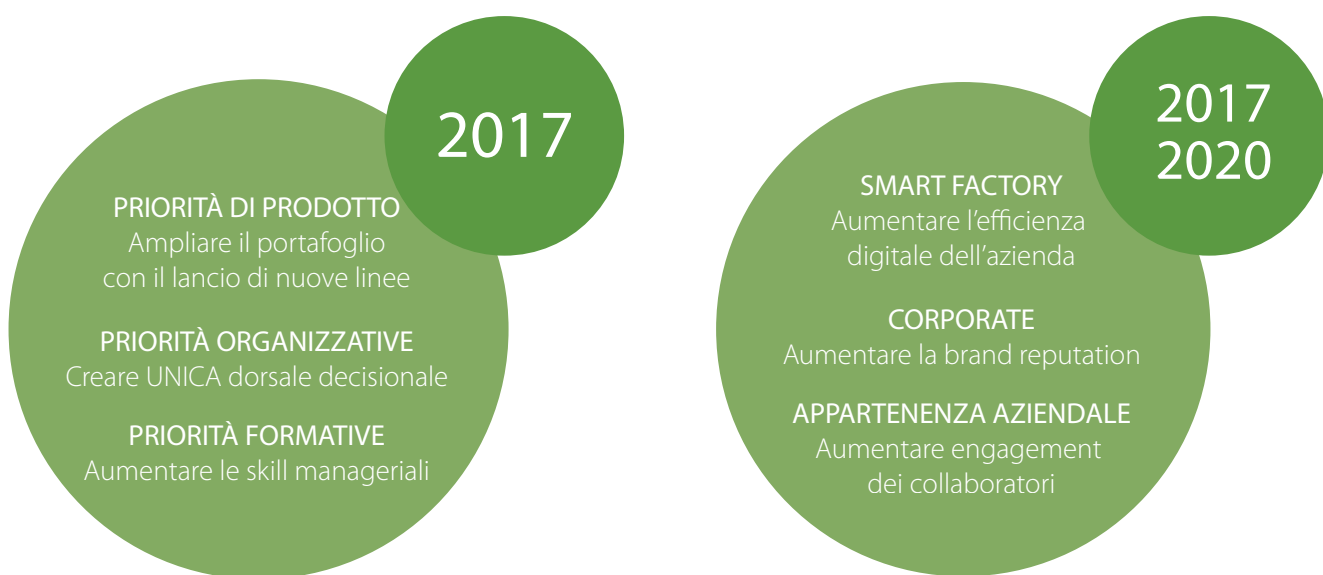 2017
PRIORITÀ DI PRODOTTO
Ampliare il portafoglio
con il lancio di nuove linee
PRIORITÀ ORGANIZZATIVE
Creare UNICA dorsale decisionale
PRIORITÀ FORMATIVE
Aumentare le skill manageriali
2017
2020
SMART FACTORY
Aumentare l'efficienza
digitale dell'azienda
CORPORATE
Aumentare la brand reputation
APPARTENENZA AZIENDALE
Aumentare engagement
dei collaboratori